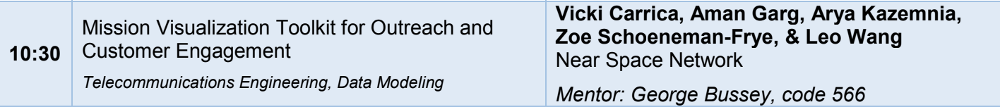 10:30
Mission Visualization Toolkit for Outreach and
Customer Engagement
Telecommunications Engineering, Data Modeling
Vicki Carrica, Aman Garg, Arya Kazemnia,
Zoe Schoeneman-Frye, & Leo Wang
Near Space Network
Mentor: George Bussey, code 566